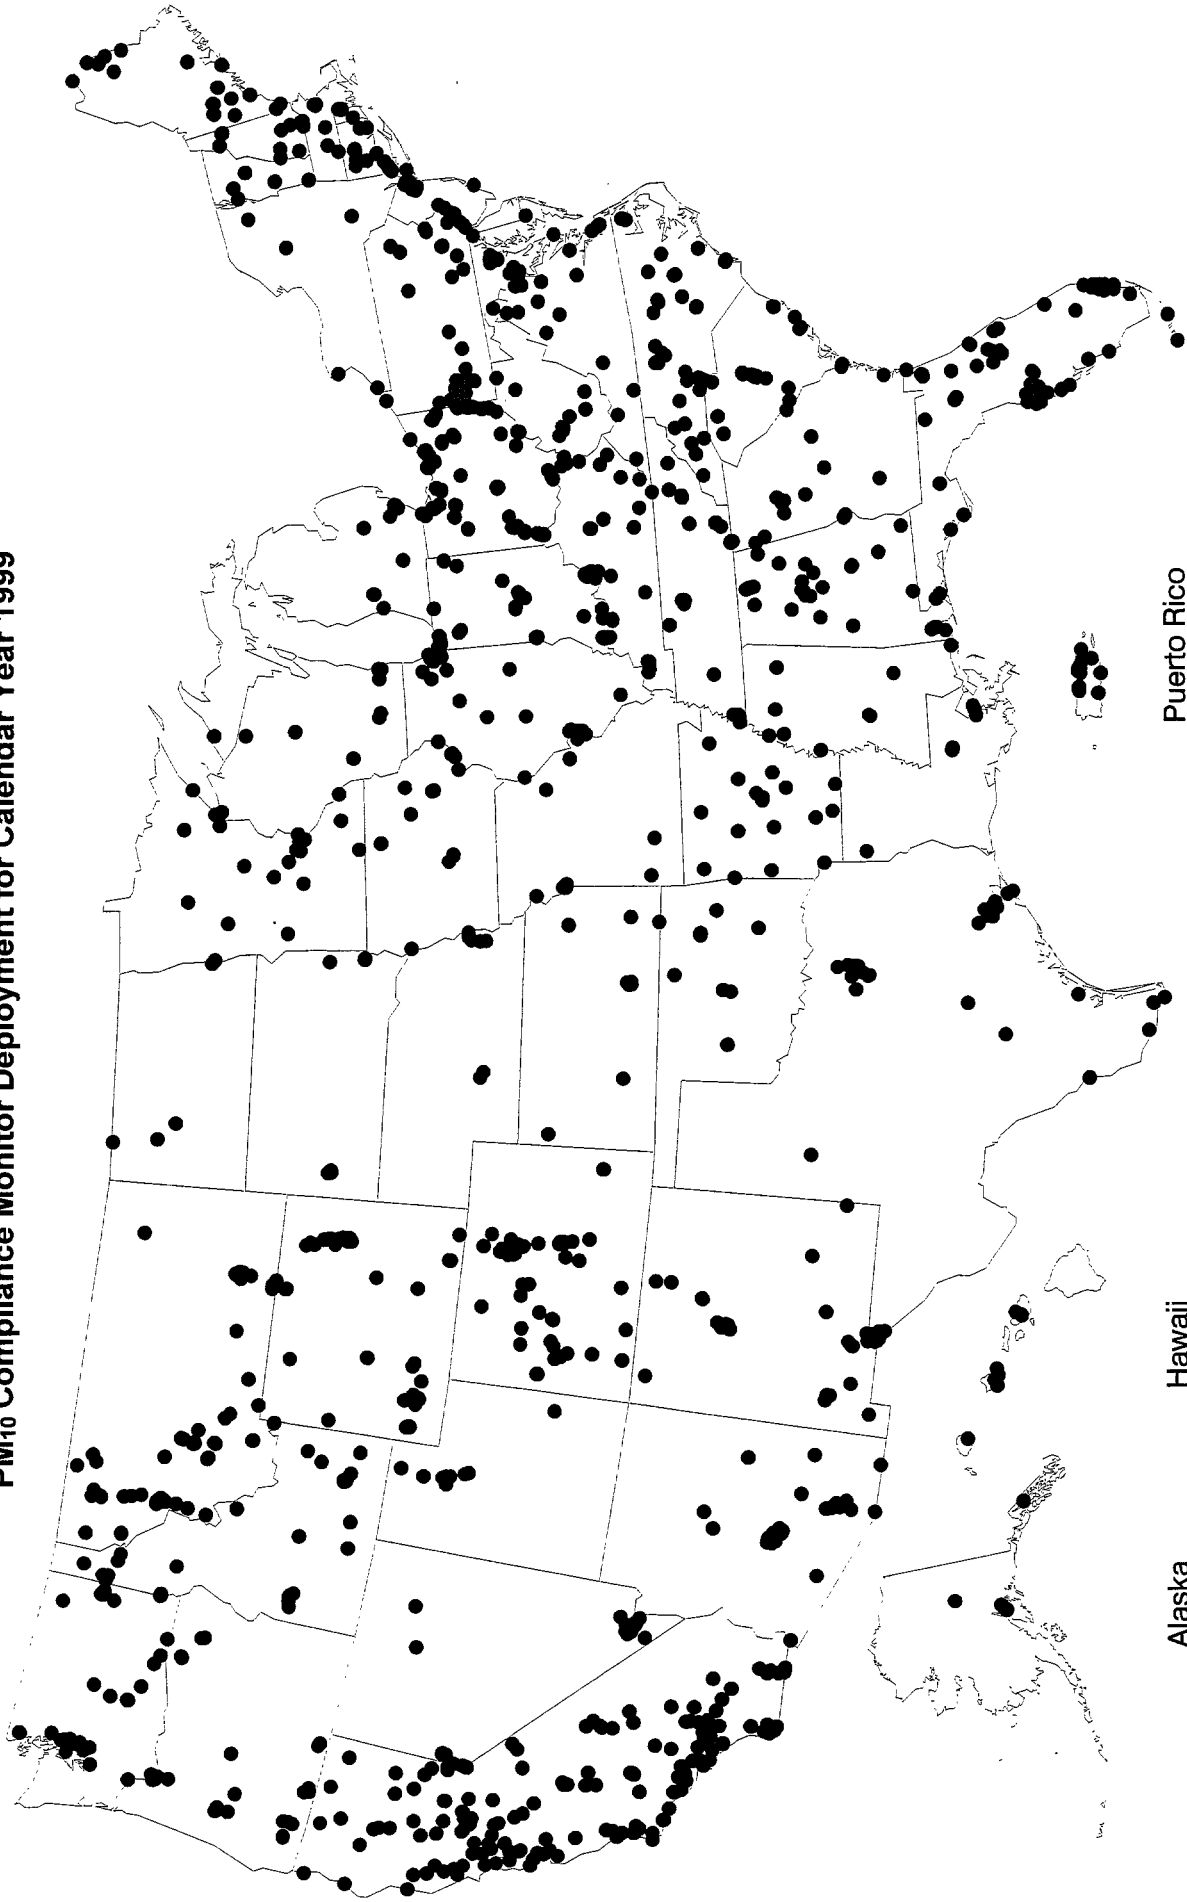 PM10 Compliance Monitor Deployment for Calendar Year 1999
Alaska
Hawaii
Puerto Rico